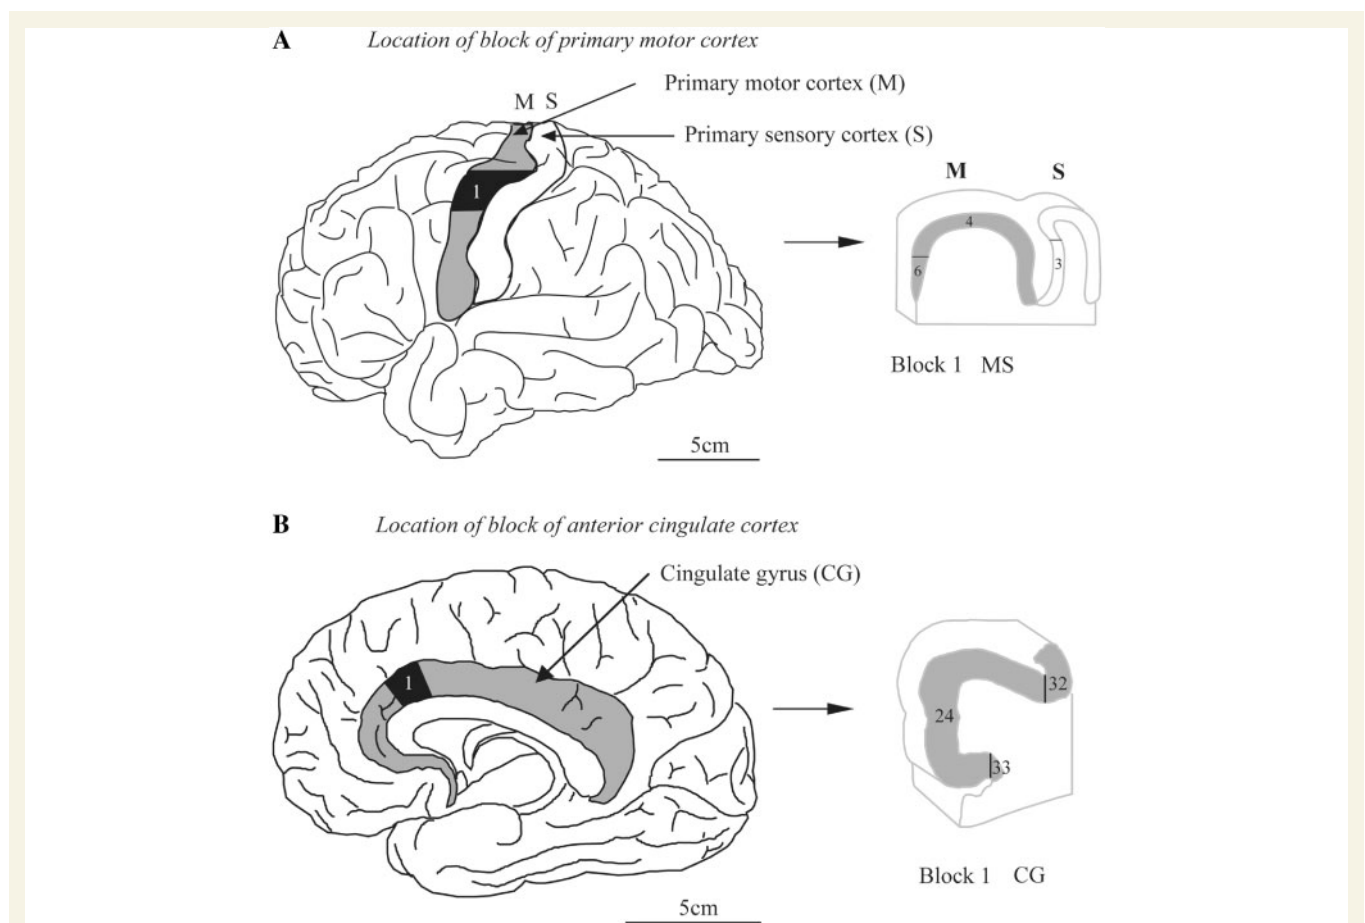 A Location of block of primary motor cortex
Primary motor cortex (M)
M S
Primary sensory cortex (S)
1
M S
4
6
3
Block 1 MS
5cm
B Location of block of anterior cingulate cortex
Cingulate gyrus (CG)
1
32
24
33
Block 1 CG
5cm